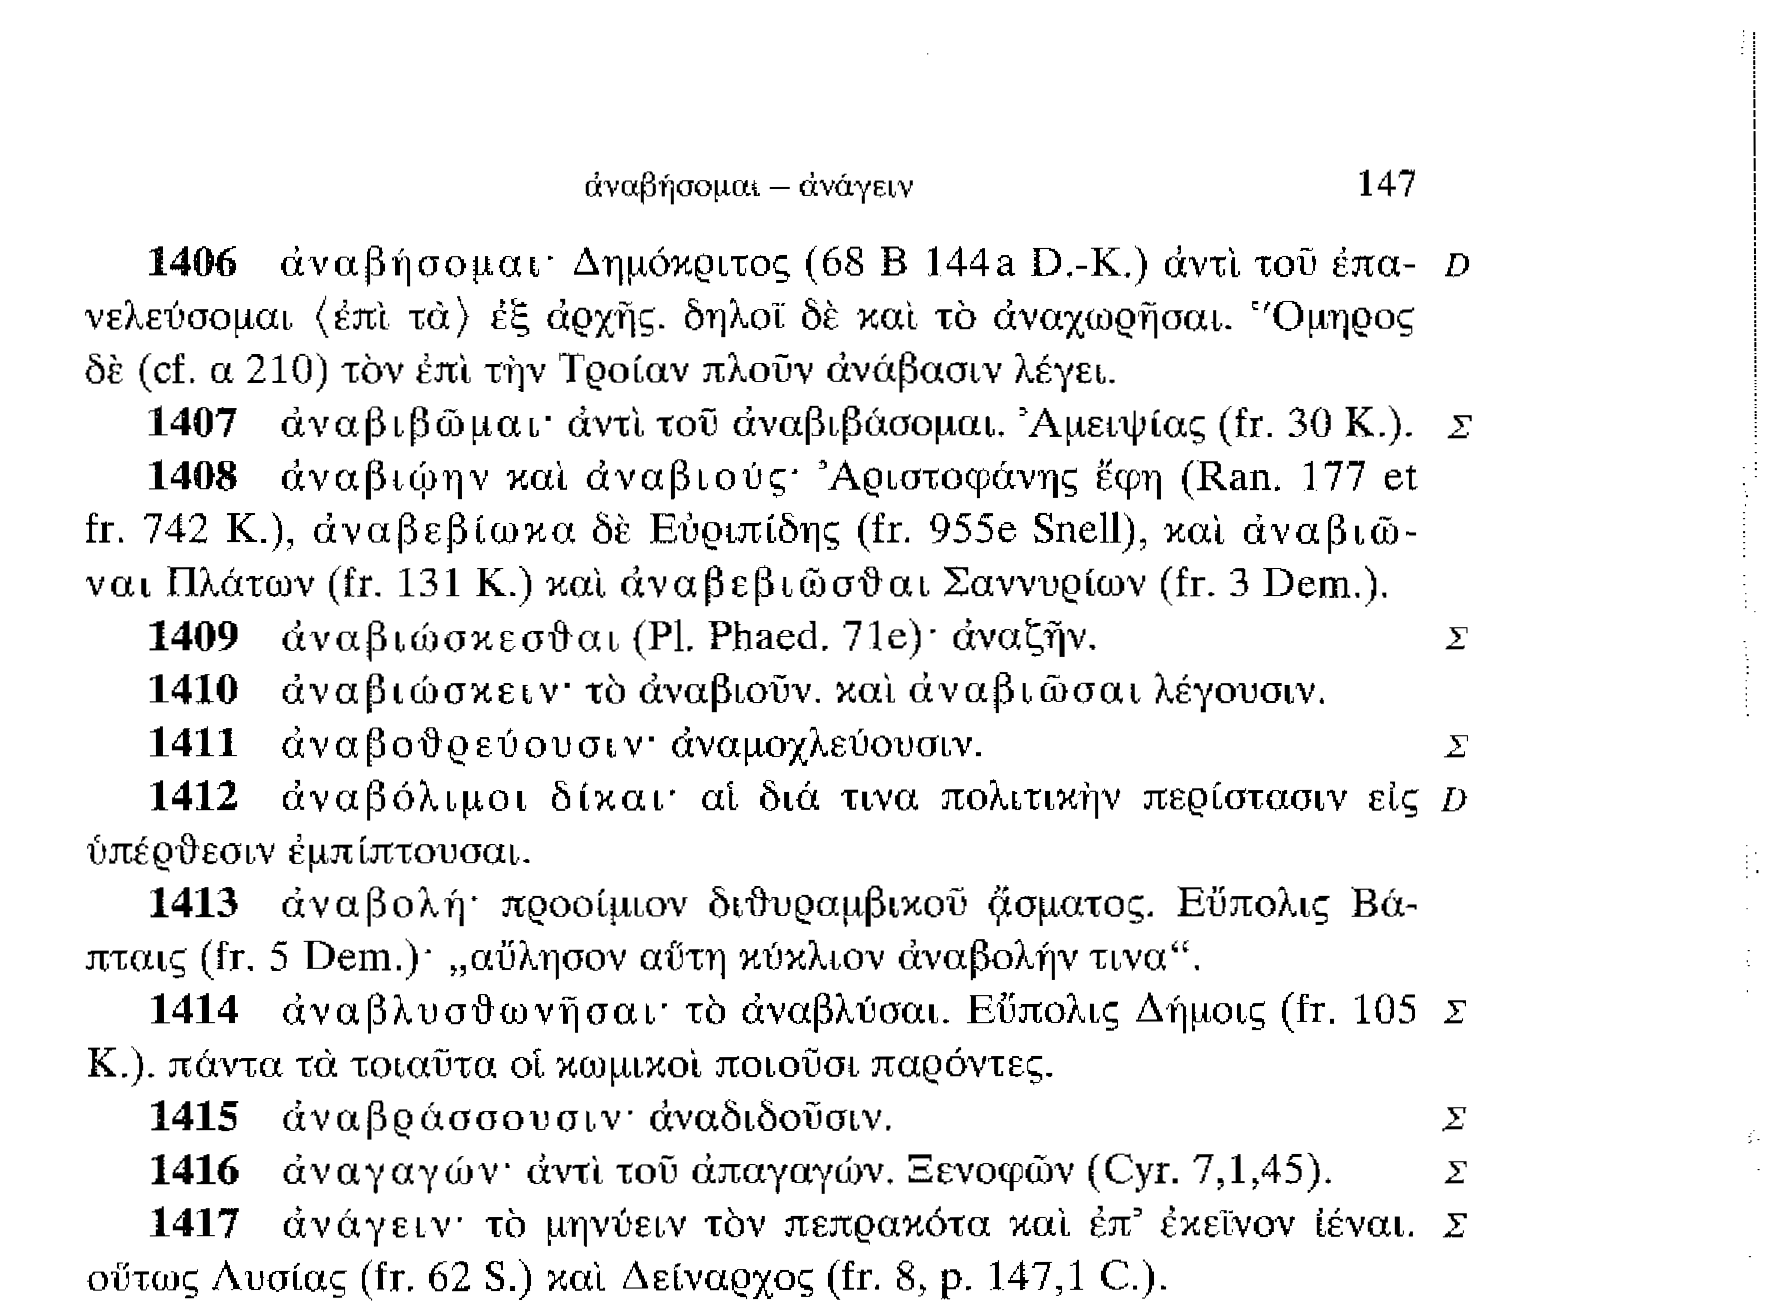 ἀναβήσομαι – ἀνάγειν 147
1406 ἀναβήσομαι· Δημόκριτος (68 B 144a D.-K.) ἀντὶ τοῦ ἐπα- D
νελεύσομαι ⟨ἐπὶ τὰ⟩ ἐξ ἀρχῆς. δηλοῖ δὲ καὶ τὸ ἀναχωρῆσαι. Ὅμηρος
δὲ (cf. α 210) τὸν ἐπὶ τὴν Τροίαν πλοῦν ἀνάβασιν λέγει.
1407 ἀναβιβῶμαι· ἀντὶ τοῦ ἀναβιβάσομαι. Ἀμειψίας (fr. 30 K.). Σ
1408 ἀναβιῴην καὶ ἀναβιούς· Ἀριστοφάνης ἔφη (Ran. 177 et
fr. 742 K.), ἀναβεβίωκα δὲ Εὐριπίδης (fr. 955e Snell), καὶ ἀναβιῶ-
ναι Πλάτων (fr. 131 K.) καὶ ἀναβεβιῶσθαι Σαννυρίων (fr. 3 Dem.).
1409 ἀναβιώσκεσθαι (Pl. Phaed. 71e)· ἀναζῆν. Σ
1410 ἀναβιώσκειν· τὸ ἀναβιοῦν. καὶ ἀναβιῶσαι λέγουσιν.
1411 ἀναβοθρεύουσιν· ἀναμοχλεύουσιν. Σ
1412 ἀναβόλιμοι δίκαι· αἱ διά τινα πολιτικὴν περίστασιν εἰς D
ὑπέρθεσιν ἐμπίπτουσαι.
1413 ἀναβολή· προοίμιον διθυραμβικοῦ ᾄσματος. Εὔπολις Βά-
πταις (fr. 5 Dem.)· „αὔλησον αὕτη κύκλιον ἀναβολήν τινα“.
1414 ἀναβλυσθωνῆσαι· τὸ ἀναβλύσαι. Εὔπολις Δήμοις (fr. 105 Σ
K.). πάντα τὰ τοιαῦτα οἱ κωμικοὶ ποιοῦσι παρόντες.
1415 ἀναβράσσουσιν· ἀναδιδοῦσιν. Σ
1416 ἀναγαγών· ἀντὶ τοῦ ἀπαγαγών. Ξενοφῶν (Cyr. 7,1,45). Σ
1417 ἀνάγειν· τὸ μηνύειν τὸν πεπρακότα καὶ ἐπ᾽ ἐκεῖνον ἰέναι. Σ
οὕτως Λυσίας (fr. 62 S.) καὶ Δείναρχος (fr. 8, p. 147,1 C.).